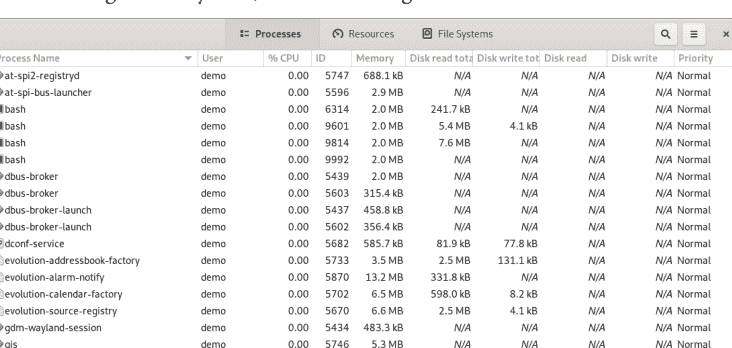 Processes Resources File Systems
Process Name User % CPU ID Memory Disk read tota Disk write tot Disk read Disk write Priority
at-spi2-registryd demo 0.00 5747 688.1 kB N/A N/A N/A N/A Normal
at-spi-bus-launcher demo 0.00 5596 2.9 MB N/A N/A N/A N/A Normal
bash demo 0.00 6314 2.0 MB 241.7 kB N/A N/A N/A Normal
bash demo 0.00 9601 2.0 MB 5.4 MB 4.1 kB N/A N/A Normal
bash demo 0.00 9814 2.0 MB 7.6 MB N/A N/A N/A Normal
bash demo 0.00 9992 2.0 MB N/A N/A N/A N/A Normal
dbus-broker demo 0.00 5439 2.0 MB N/A N/A N/A N/A Normal
dbus-broker demo 0.00 5603 315.4 kB N/A N/A N/A N/A Normal
dbus-broker-launch demo 0.00 5437 458.8 kB N/A N/A N/A N/A Normal
dbus-broker-launch demo 0.00 5602 356.4 kB N/A N/A N/A N/A Normal
dconf-service demo 0.00 5682 585.7 kB 81.9 kB 77.8 kB N/A N/A Normal
evolution-addressbook-factory demo 0.00 5733 3.5 MB 2.5 MB 131.1 kB N/A N/A Normal
evolution-alarm-notify demo 0.00 5870 13.2 MB 331.8 kB N/A N/A N/A Normal
evolution-calendar-factory demo 0.00 5702 6.5 MB 598.0 kB 8.2 kB N/A N/A Normal
evolution-source-registry demo 0.00 5670 6.6 MB 2.5 MB 4.1 kB N/A N/A Normal
gdm-wayland-session demo 0.00 5434 483.3 kB N/A N/A N/A N/A Normal
gjs demo 0.00 5746 5.3 MB N/A N/A N/A N/A Normal